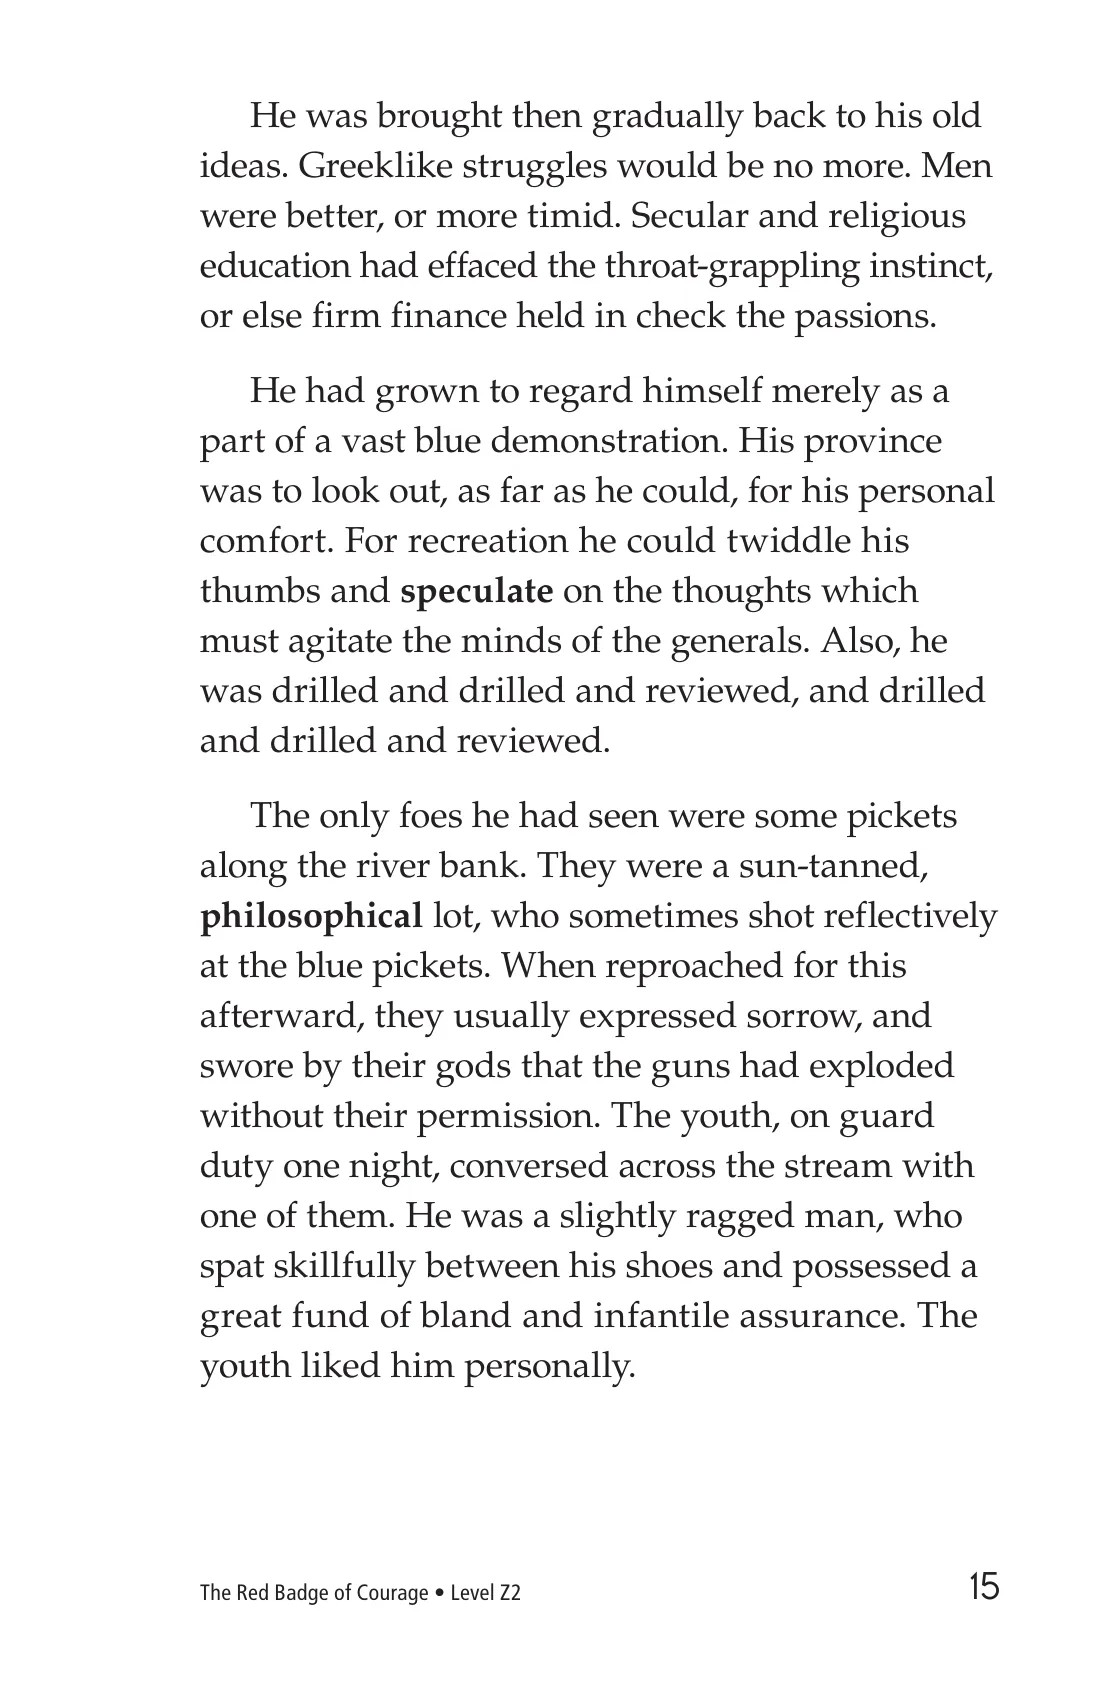 He was brought then gradually back to his old
ideas. Greeklike struggles would be no more. Men
were better, or more timid. Secular and religious
education had effaced the throat-grappling instinct,
or else firm finance held in check the passions.
He had grown to regard himself merely as a
part of a vast blue demonstration. His province
was to look out, as far as he could, for his personal
comfort. For recreation he could twiddle his
thumbs and speculate on the thoughts which
must agitate the minds of the generals. Also, he
was drilled and drilled and reviewed, and drilled
and drilled and reviewed.
The only foes he had seen were some pickets
along the river bank. They were a sun-tanned,
philosophical lot, who sometimes shot reflectively
at the blue pickets. When reproached for this
afterward, they usually expressed sorrow, and
swore by their gods that the guns had exploded
without their permission. The youth, on guard
duty one night, conversed across the stream with
one of them. He was a slightly ragged man, who
spat skillfully between his shoes and possessed a
great fund of bland and infantile assurance. The
youth liked him personally.
The Red Badge of Courage • Level Z2
15